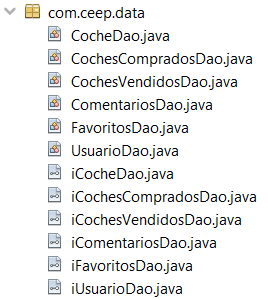 com.ceep.data
CocheDao.java
CochesCompradosDao.java
CochesVendidosDao.java
ComentariosDao.java
FavoritosDao.java
UsuarioDao.java
iCocheDao.java
iCochesCompradosDao.java
iCochesVendidosDao.java
iComentariosDao.java
iFavoritosDao.java
iUsuarioDao.java